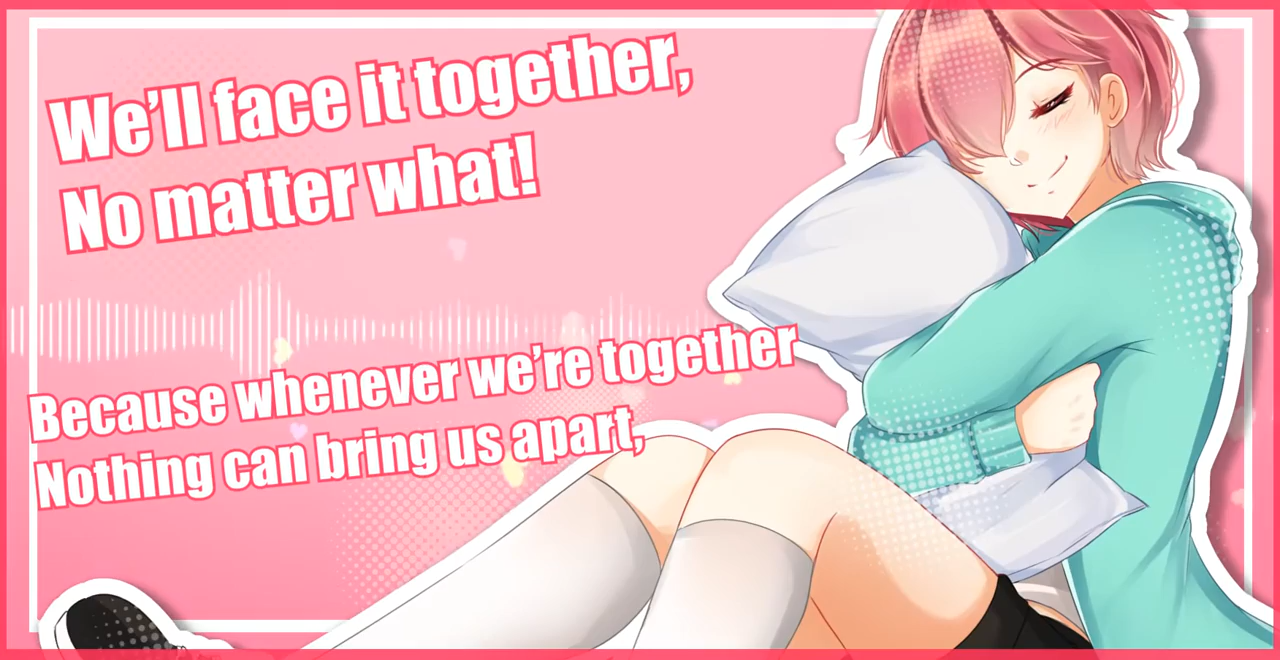 We'll face it together,
No matter what!
Because whenever we're together
Nothing can bring us apart,